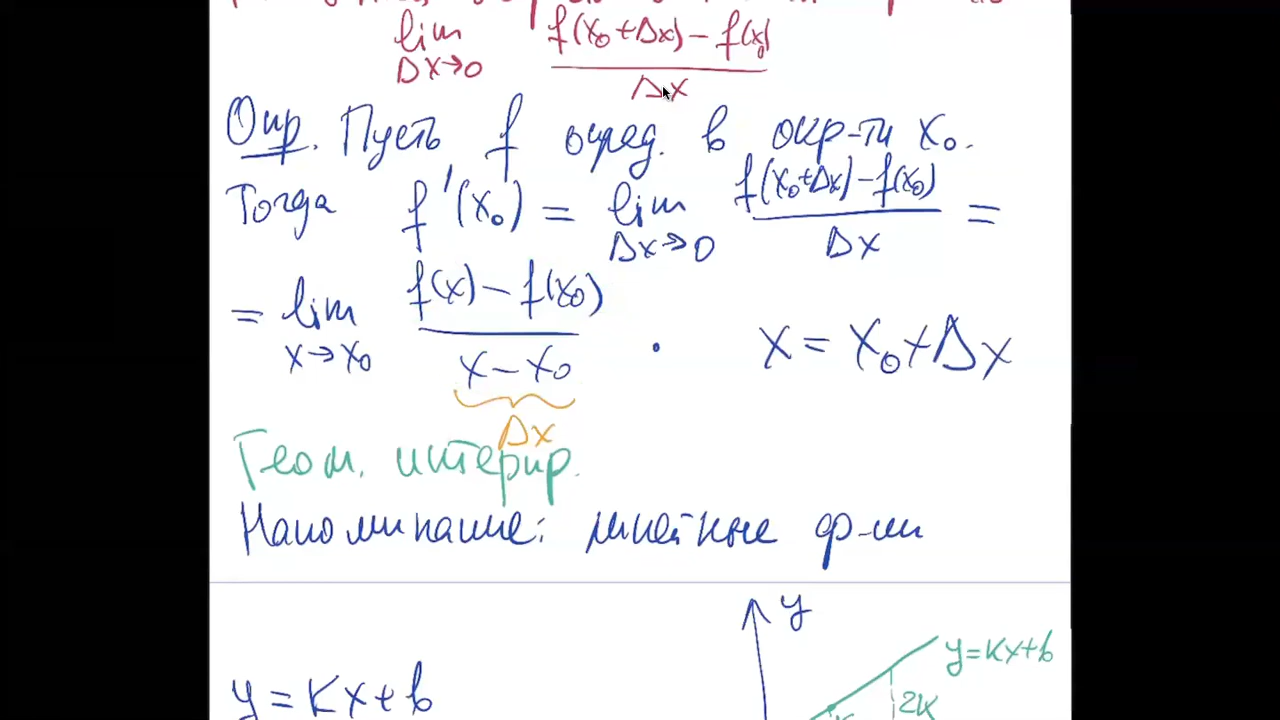 lim f(x₀+Δx) − f(x₀)
Δx→0 Δx
Опр. Пусть f опред. в окр-ти x₀.
Тогда f'(x₀) = lim f(x₀+Δx) − f(x₀) =
Δx→0 Δx
= lim f(x) − f(x₀)
x→x₀ x − x₀ . x = x₀ + Δx
Δx
Геом. интерпр.
Напоминание: линейные ф-ии
y
y=kx+b
y = kx+b
2k